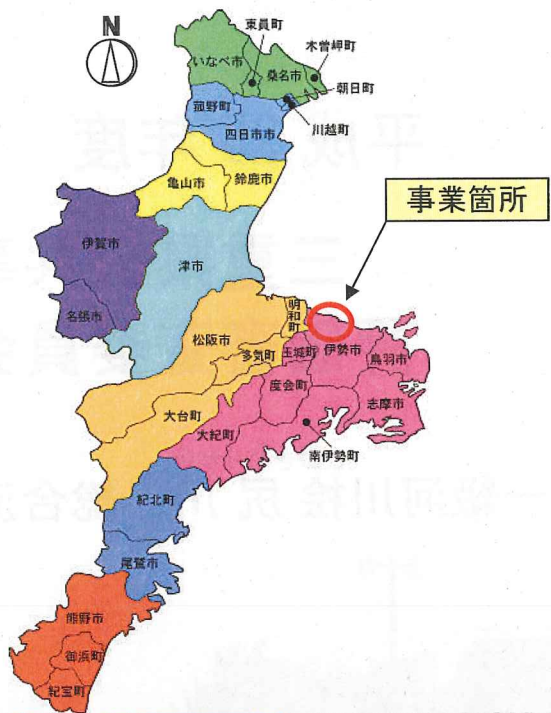 N
東員町
木曽岬町
いなべ市
桑名市
朝日町
菰野町
川越町
四日市市
亀山市
鈴鹿市
事業箇所
伊賀市
津市
名張市
明和町
松阪市
多気町
玉城町
伊勢市
鳥羽市
度会町
志摩市
大台町
大紀町
南伊勢町
紀北町
尾鷲市
熊野市
御浜町
紀宝町